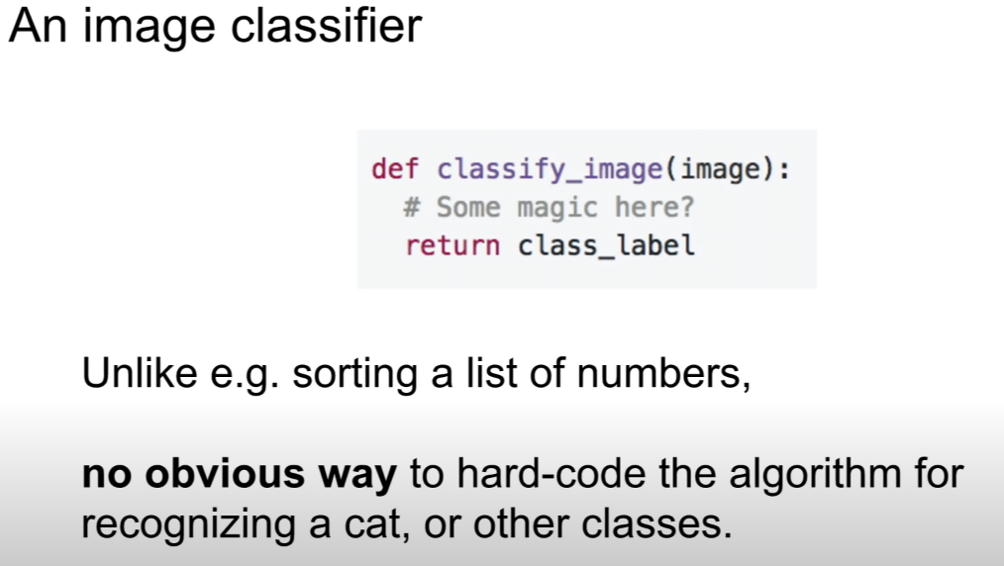 An image classifier
def classify_image(image):
# Some magic here?
return class_label
Unlike e.g. sorting a list of numbers,
no obvious way to hard-code the algorithm for
recognizing a cat, or other classes.